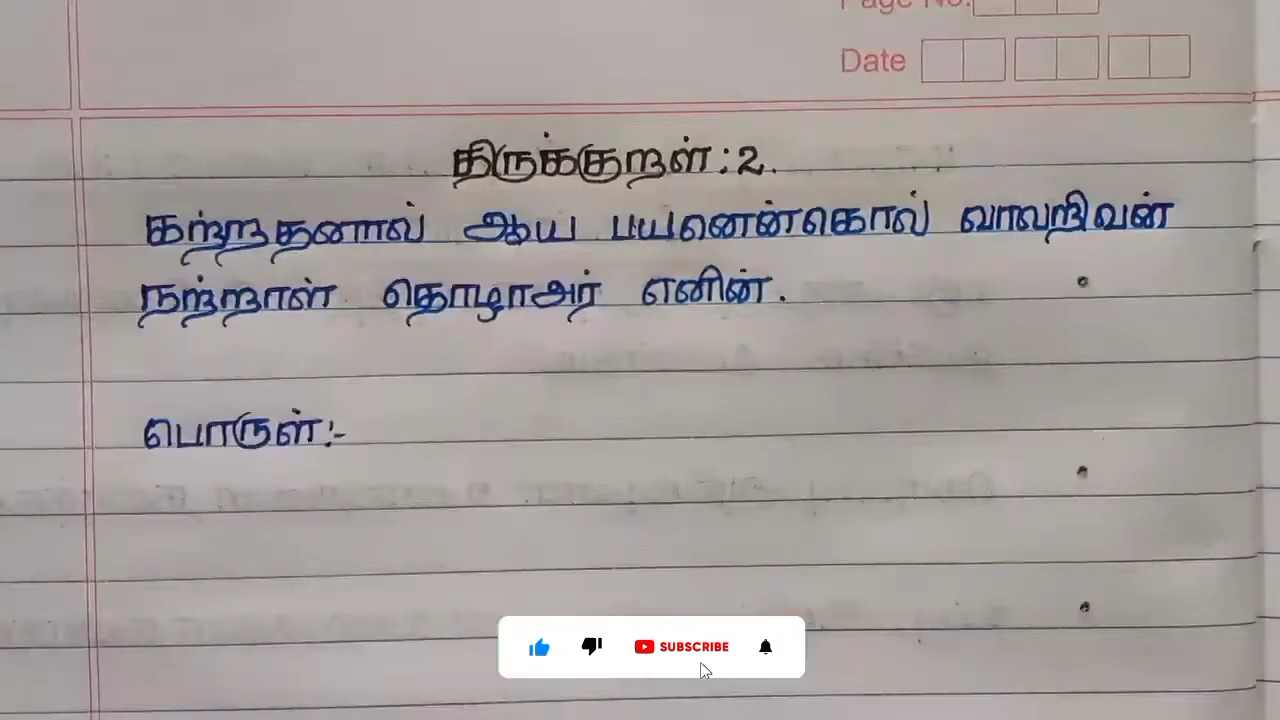 Page No.
Date
திருக்குறள் : 2.
கற்றதனால் ஆய பயனென்கொல் வாலறிவன்
நற்றாள் தொழாஅர் எனின்.
பொருள்:-
SUBSCRIBE